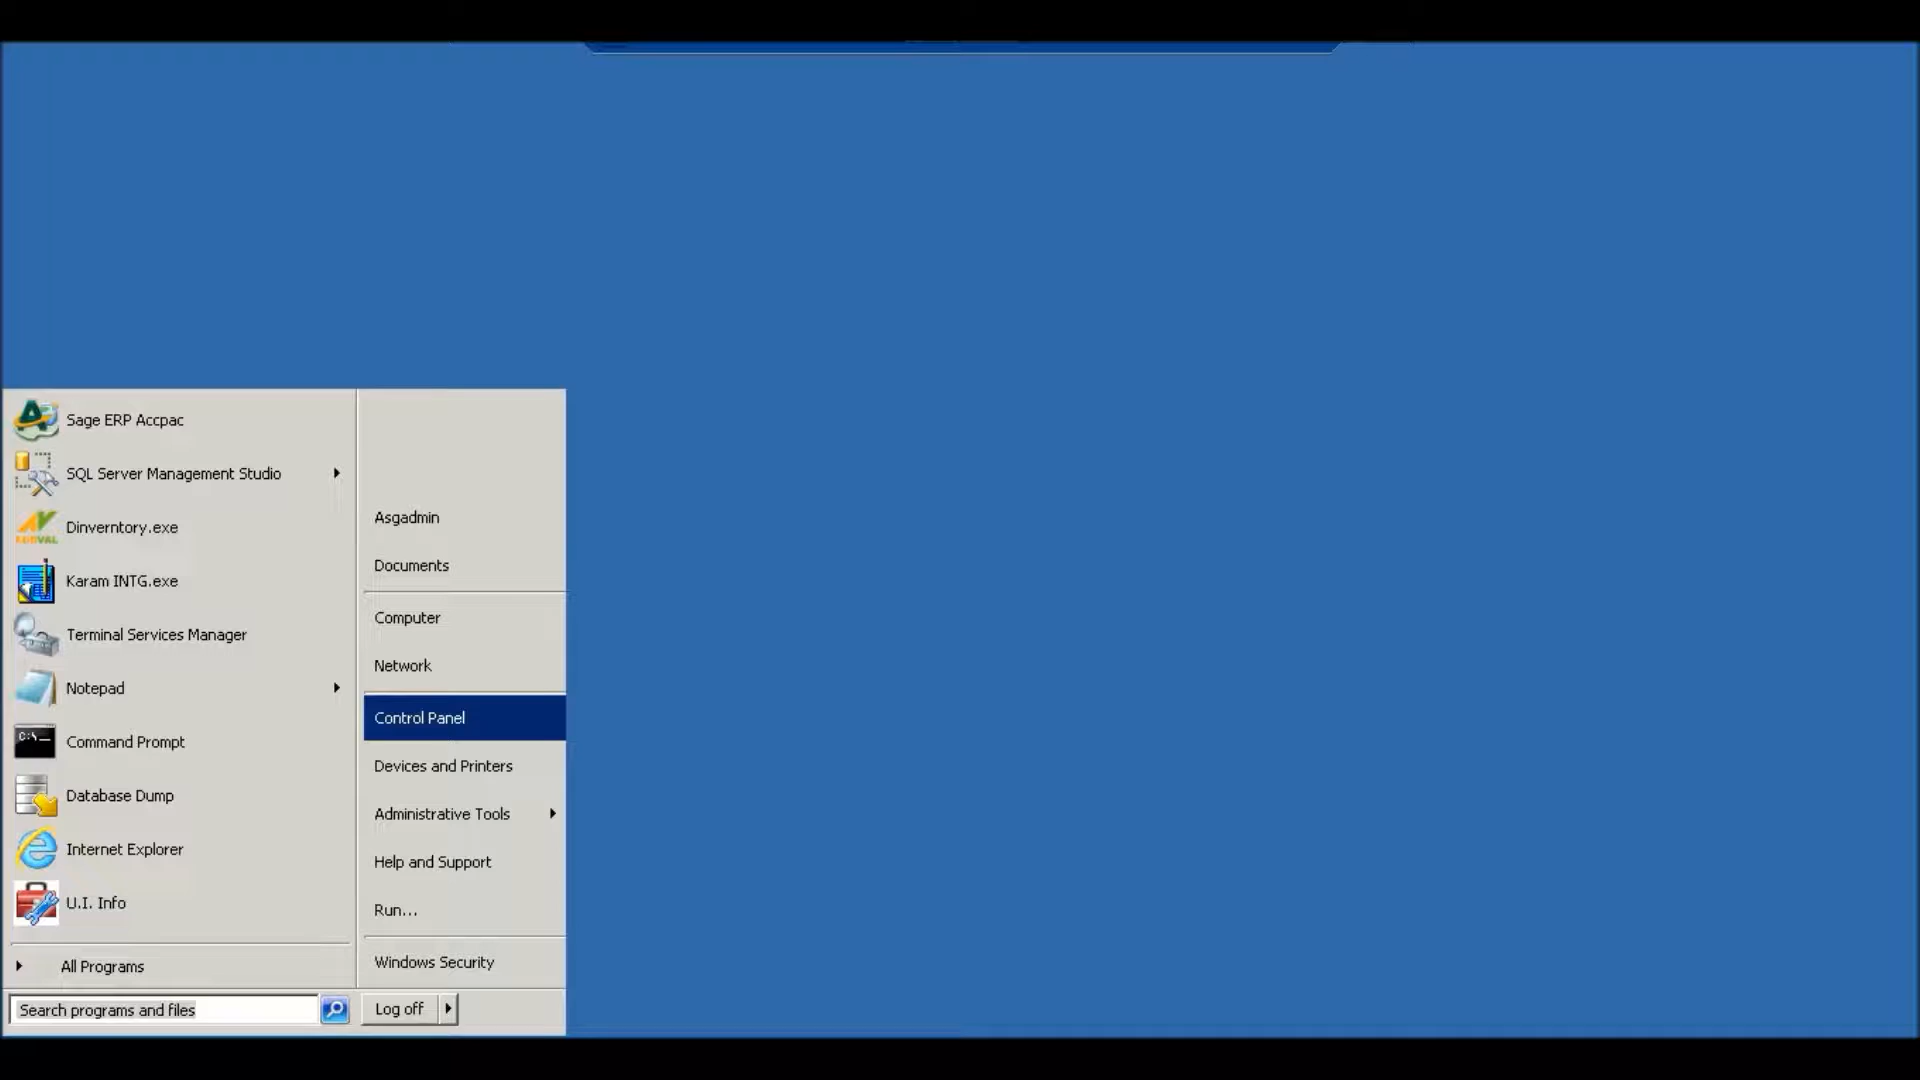 Sage ERP Accpac
SQL Server Management Studio
Dinverntory.exe
Karam INTG.exe
Terminal Services Manager
Notepad
C:\
Command Prompt
Database Dump
Internet Explorer
U.I. Info
All Programs
Search programs and files
Asgadmin
Documents
Computer
Network
Control Panel
Devices and Printers
Administrative Tools
Help and Support
Run...
Windows Security
Log off